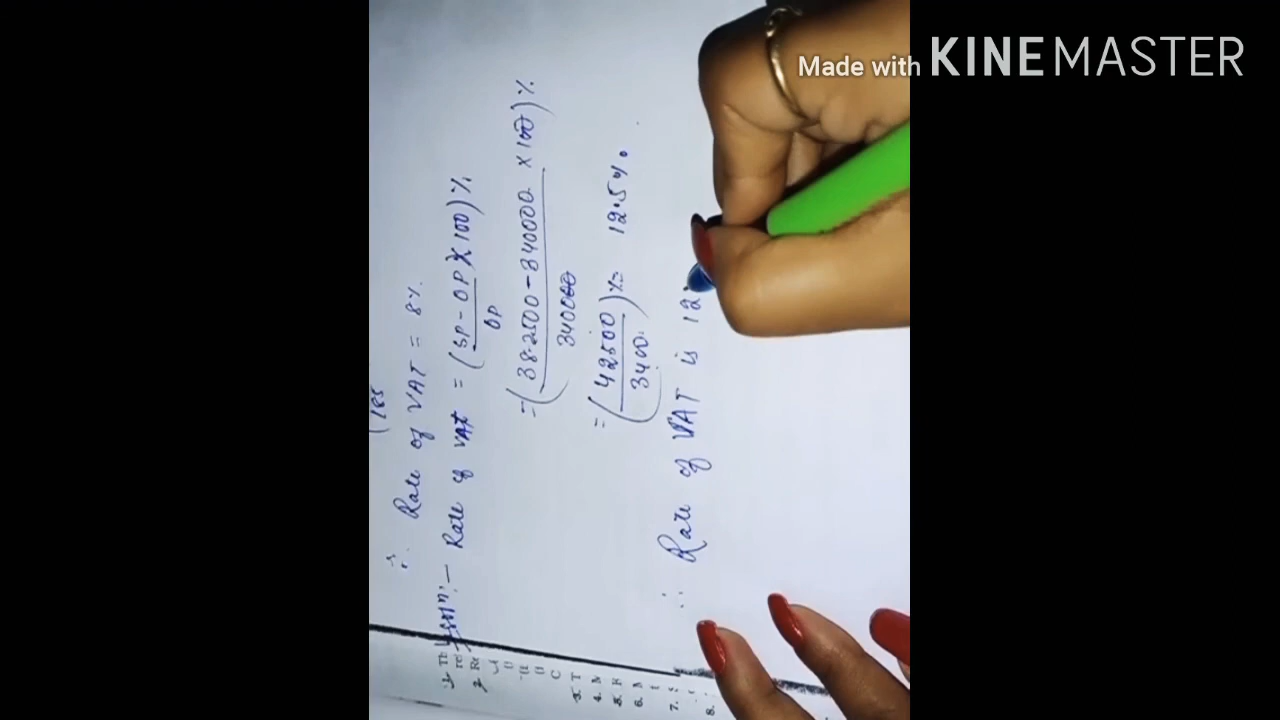 Made with KINEMASTER
∴ Rate of VAT = 8%.
Soln:- Rate of VAT = (SP - OP/OP × 100) %
= (382500 - 340000/340000 × 100) %
= (42500/3400) % = 12.5%.
∴ Rate of VAT is 12